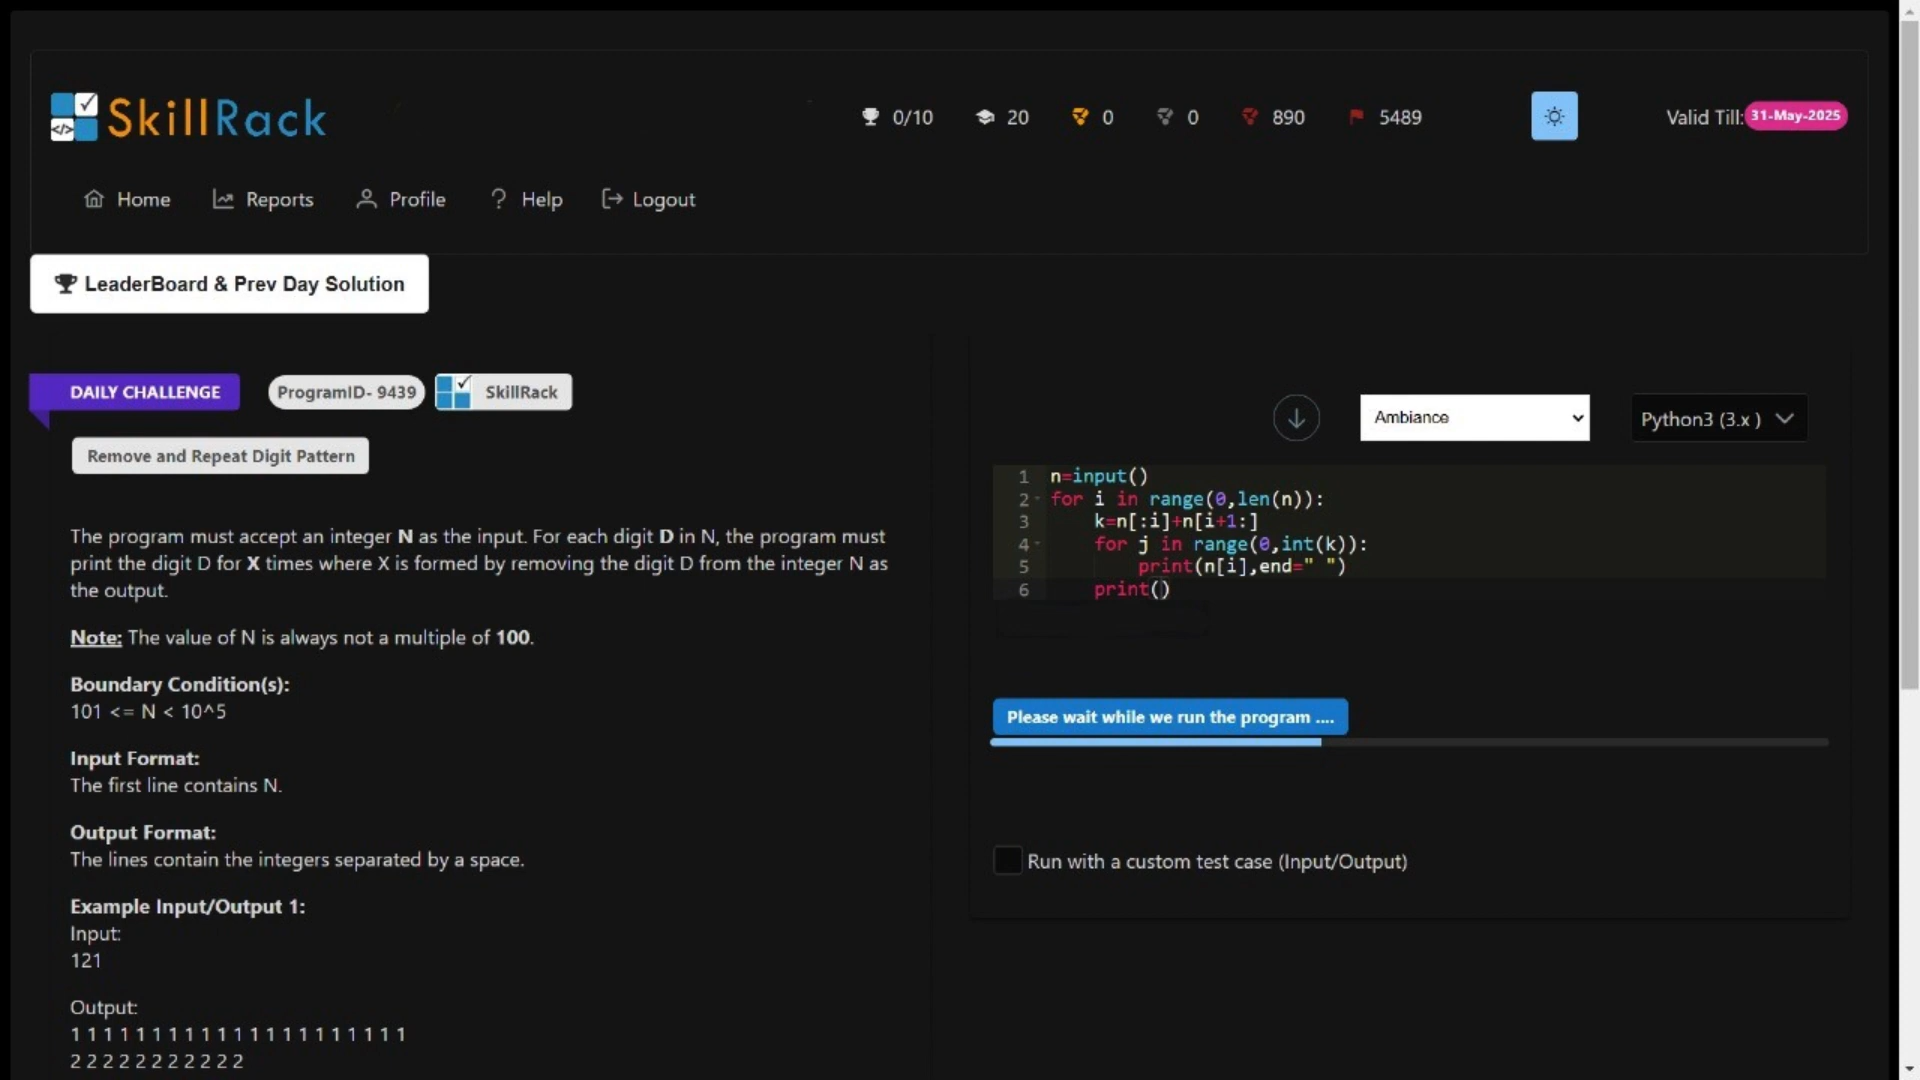 SkillRack
0/10 20 0 0 890 5489
Valid Till: 31-May-2025
Home Reports Profile ? Help Logout
LeaderBoard & Prev Day Solution
DAILY CHALLENGE ProgramID- 9439 SkillRack
Remove and Repeat Digit Pattern
The program must accept an integer N as the input. For each digit D in N, the program must
print the digit D for X times where X is formed by removing the digit D from the integer N as
the output.
Note: The value of N is always not a multiple of 100.
Boundary Condition(s):
101 <= N < 10^5
Input Format:
The first line contains N.
Output Format:
The lines contain the integers separated by a space.
Example Input/Output 1:
Input:
121
Output:
1 1 1 1 1 1 1 1 1 1 1 1 1 1 1 1 1 1 1 1 1
2 2 2 2 2 2 2 2 2 2 2
Ambiance
Python3 (3.x )
1 n=input()
2 for i in range(0,len(n)):
3 k=n[:i]+n[i+1:]
4 for j in range(0,int(k)):
5 print(n[i],end=" ")
6 print()
Please wait while we run the program ....
Run with a custom test case (Input/Output)